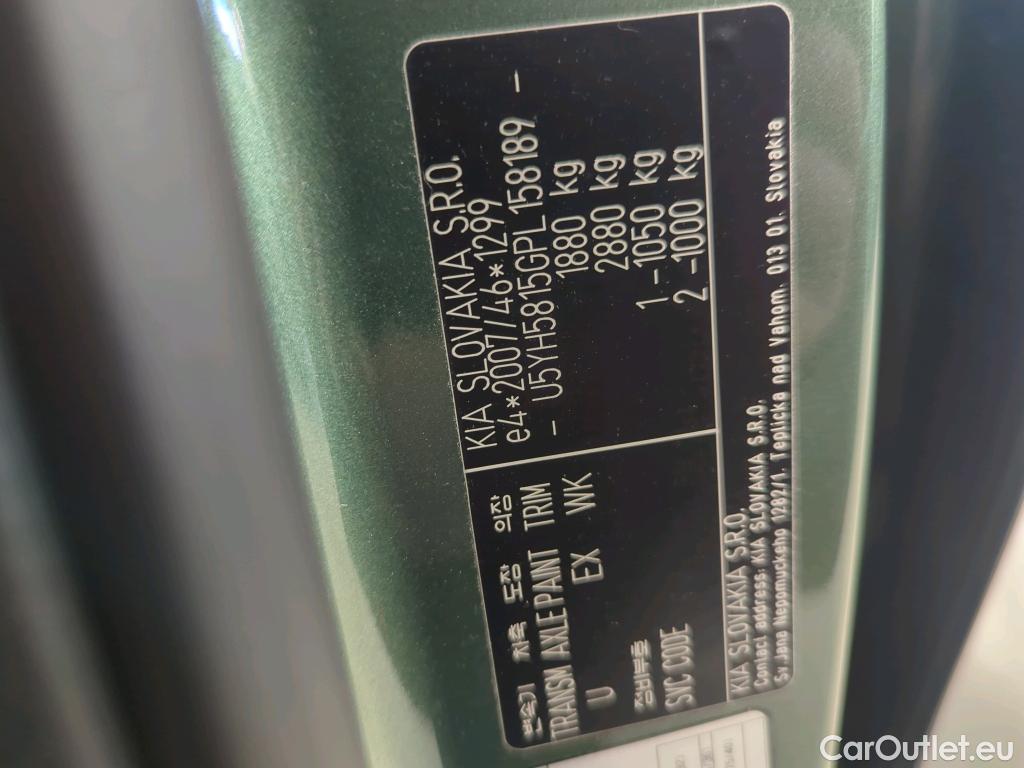 KIA SLOVAKIA S.R.O.
e4*2007/46*1299
– U5YH5815GPL158189 –
1880 kg
2880 kg
1 –1050 kg
2 –1000 kg
변속기 차축 도장 의장
TRANSM AXLE PAINT TRIM
U EX WK
정비부품
SVC CODE
KIA SLOVAKIA S.R.O.
Contact address: KIA SLOVAKIA S.R.O.
Sv. Jana Nepomuckeho 1282/1. Teplicka nad Vahom. 013 01. Slovakia
CarOutlet.eu